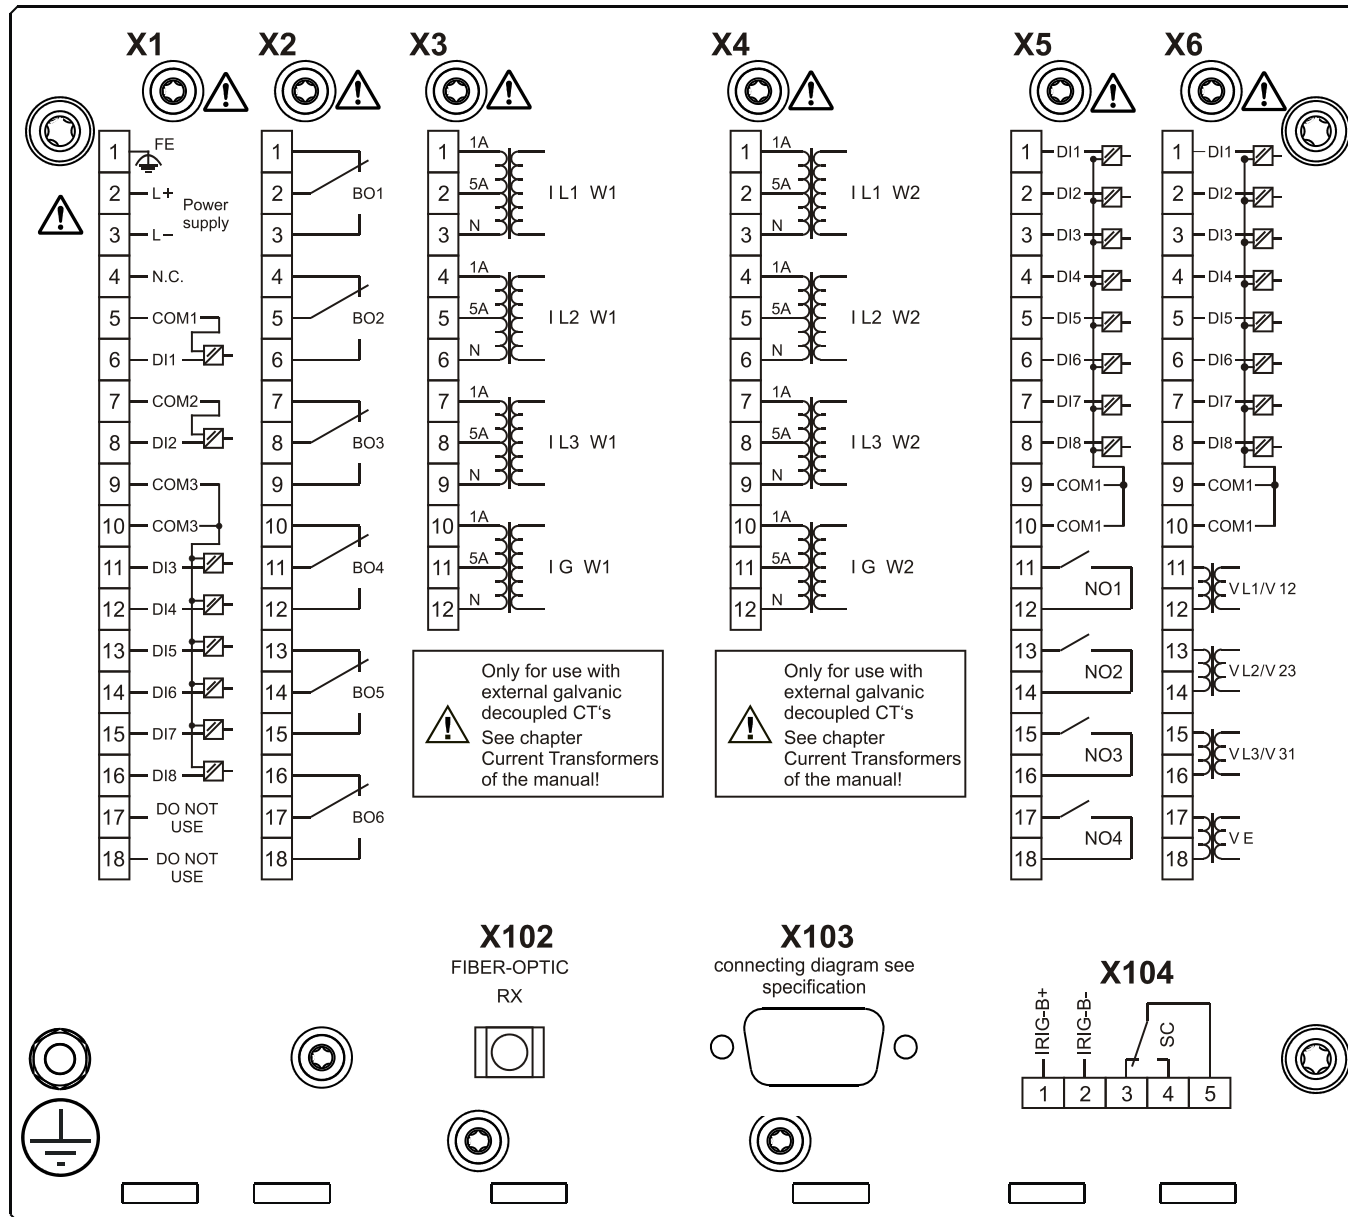 X1
X2
X3
X4
X5
X6
1 FE
2 L+
Power
supply
3 L–
4 N.C.
5 COM1
6 DI1
7 COM2
8 DI2
9 COM3
10 COM3
11 DI3
12 DI4
13 DI5
14 DI6
15 DI7
16 DI8
17 DO NOT
USE
18 DO NOT
USE
1
2 BO1
3
4
5 BO2
6
7
8 BO3
9
10
11 BO4
12
13
14 BO5
15
16
17 BO6
18
1 1A
2 5A I L1 W1
3 N
4 1A
5 5A I L2 W1
6 N
7 1A
8 5A I L3 W1
9 N
10 1A
11 5A I G W1
12 N
Only for use with
external galvanic
decoupled CT‘s
See chapter
Current Transformers
of the manual!
1 1A
2 5A I L1 W2
3 N
4 1A
5 5A I L2 W2
6 N
7 1A
8 5A I L3 W2
9 N
10 1A
11 5A I G W2
12 N
Only for use with
external galvanic
decoupled CT‘s
See chapter
Current Transformers
of the manual!
1 DI1
2 DI2
3 DI3
4 DI4
5 DI5
6 DI6
7 DI7
8 DI8
9 COM1
10 COM1
11
NO1
12
13
NO2
14
15
NO3
16
17
NO4
18
1 DI1
2 DI2
3 DI3
4 DI4
5 DI5
6 DI6
7 DI7
8 DI8
9 COM1
10 COM1
11
V L1/V 12
12
13
V L2/V 23
14
15
V L3/V 31
16
17
V E
18
X102
FIBER-OPTIC
RX
X103
connecting diagram see
specification
X104
IRIG-B+
IRIG-B-
SC
1 2 3 4 5